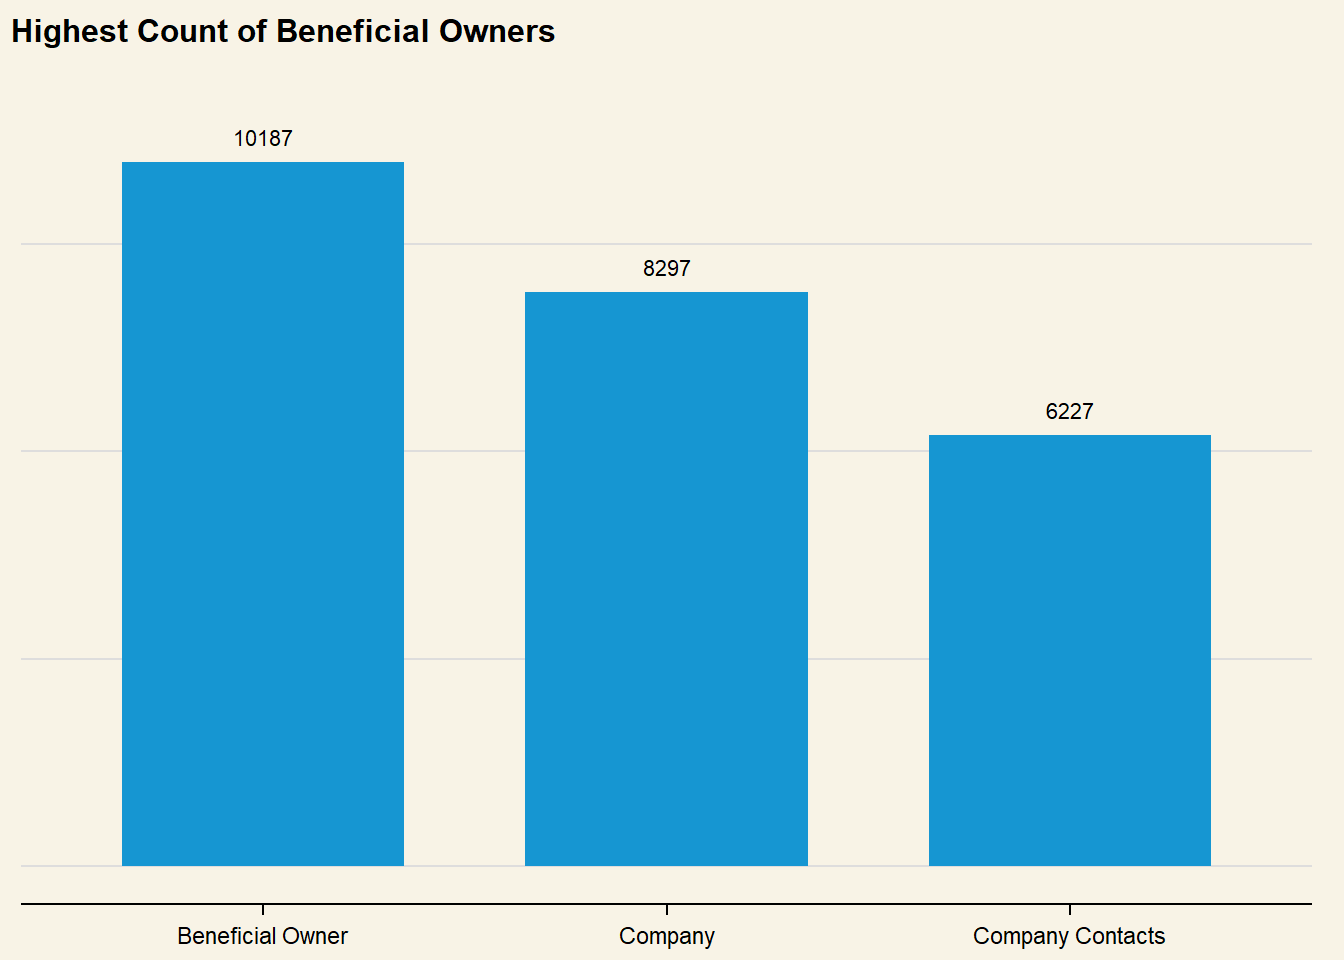 Highest Count of Beneficial Owners
10187
8297
6227
Beneficial Owner
Company
Company Contacts